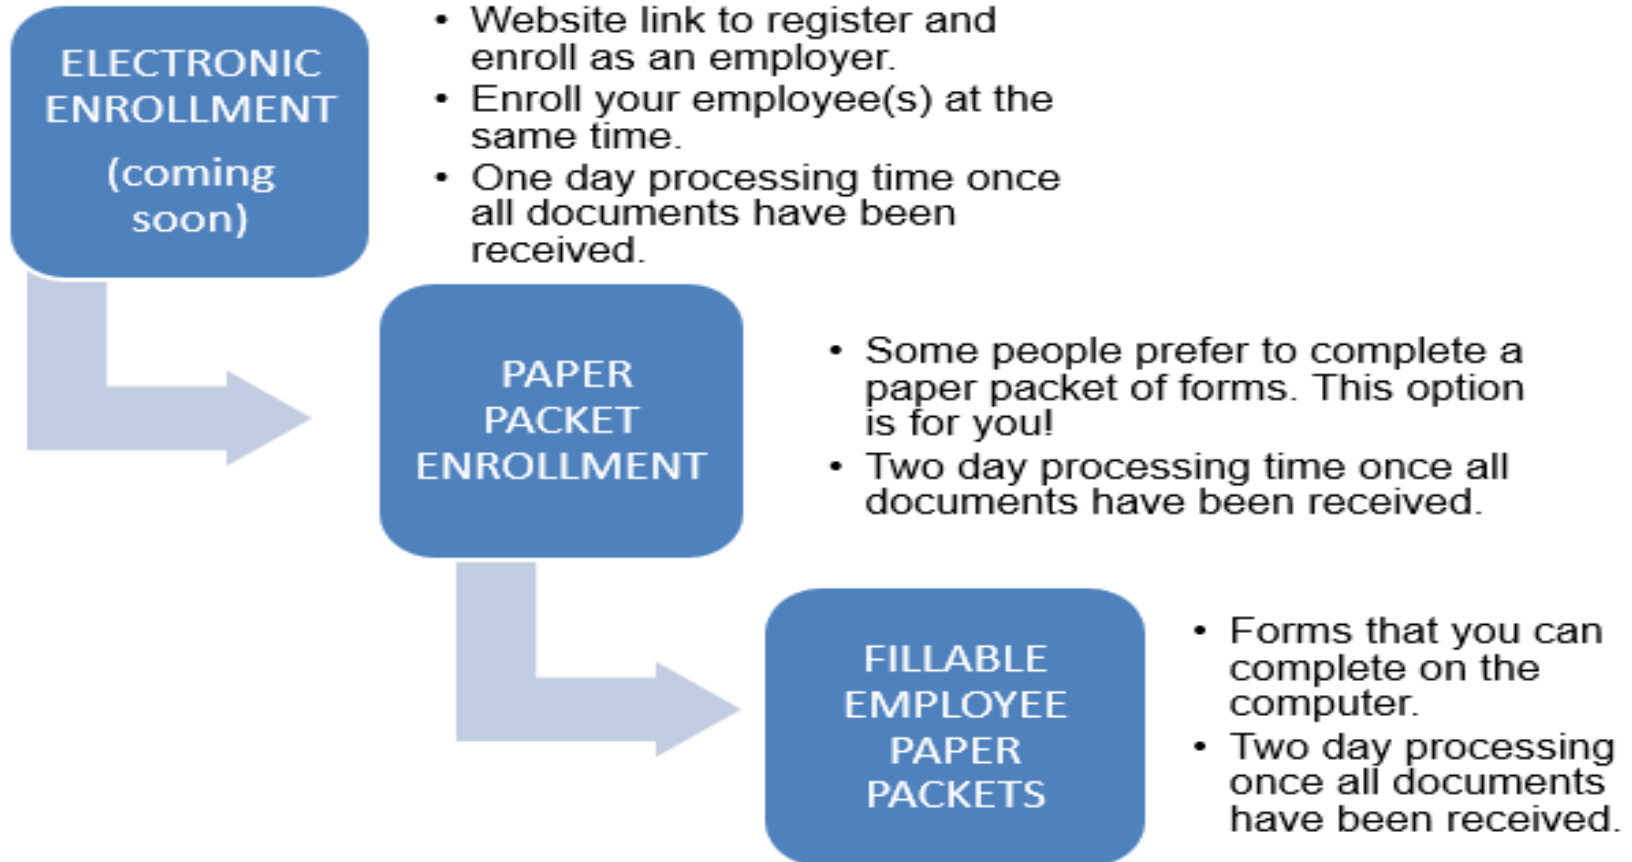 ELECTRONIC
ENROLLMENT
(coming
soon)
• Website link to register and
enroll as an employer.
• Enroll your employee(s) at the
same time.
• One day processing time once
all documents have been
received.
PAPER
PACKET
ENROLLMENT
• Some people prefer to complete a
paper packet of forms. This option
is for you!
• Two day processing time once all
documents have been received.
FILLABLE
EMPLOYEE
PAPER
PACKETS
• Forms that you can
complete on the
computer.
• Two day processing
once all documents
have been received.